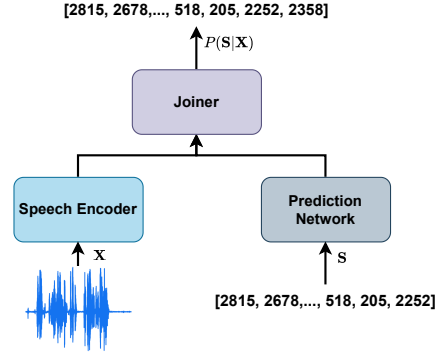 [2815, 2678,..., 518, 205, 2252, 2358]
P(S|X)
Joiner
Speech Encoder
Prediction
Network
X
S
[2815, 2678,..., 518, 205, 2252]